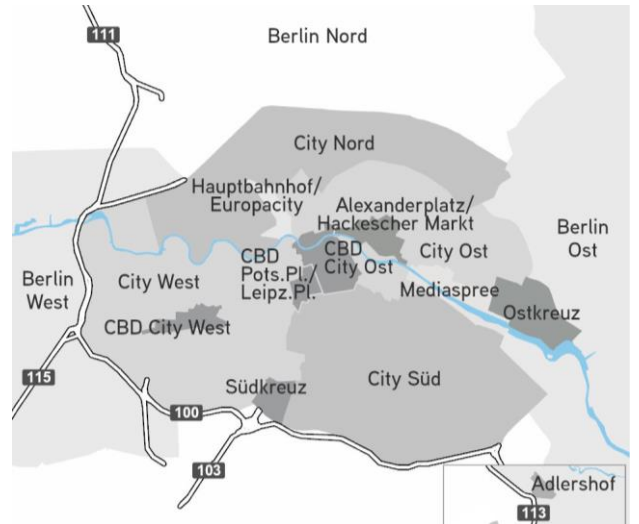 111
Berlin Nord
City Nord
Hauptbahnhof/
Europacity
Alexanderplatz/
Hackescher Markt
Berlin
Ost
CBD
Pots.Pl./
Leipz.Pl.
CBD
City Ost
City Ost
Berlin
West
City West
Mediaspree
Ostkreuz
CBD City West
115
Südkreuz
City Süd
100
103
Adlershof
113